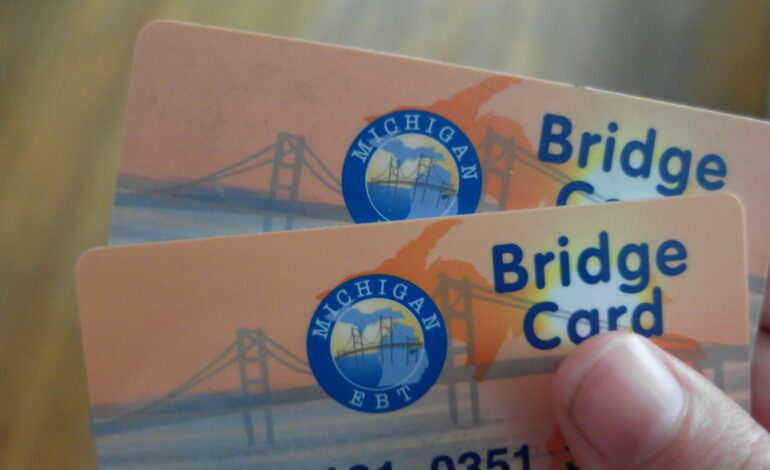 MICHIGAN
Bridge
MICHIGAN
EBT
Bridge
Card
0351